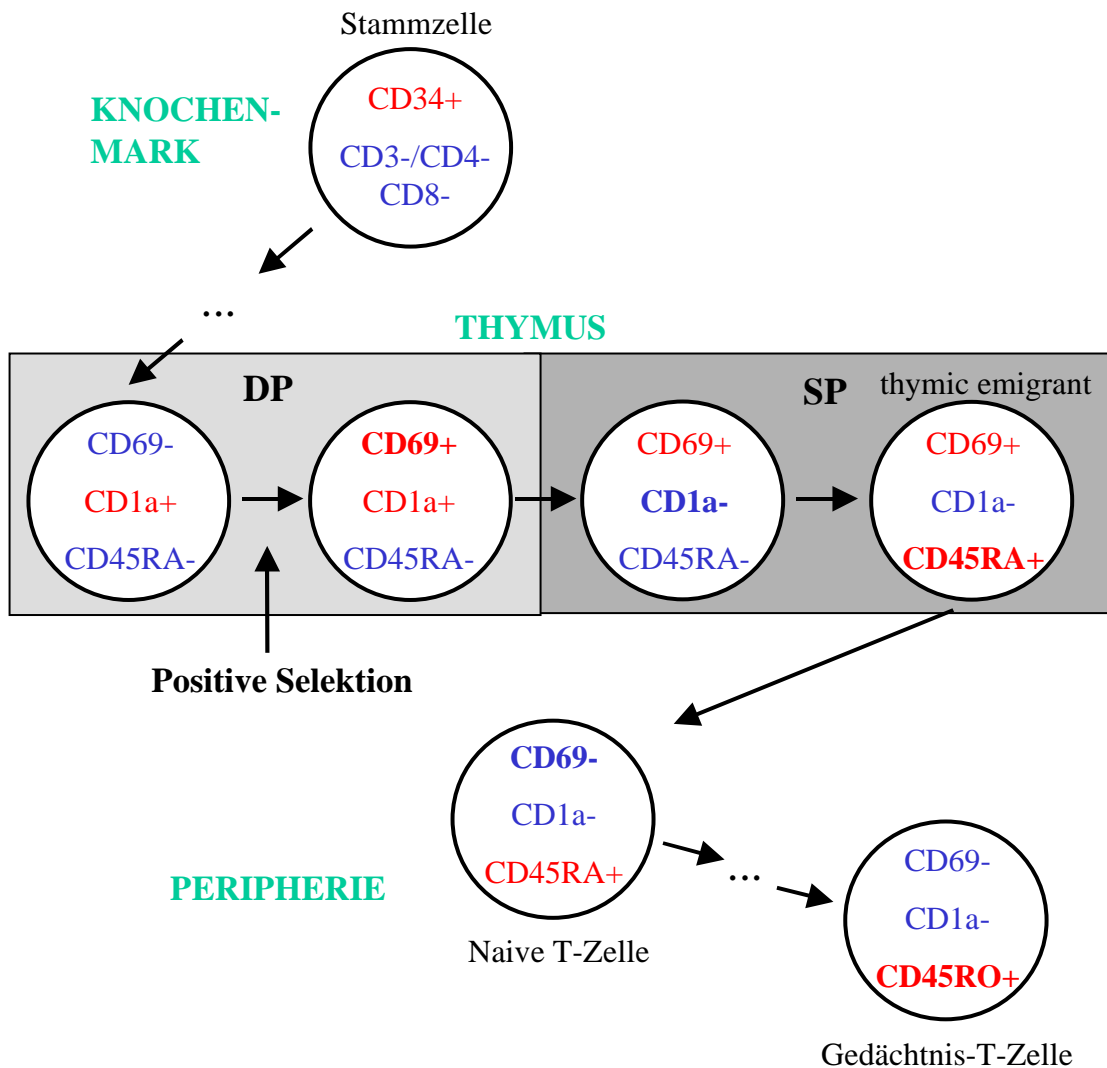 Stammzelle
KNOCHEN-
MARK
CD34+
CD3-/CD4-
CD8-
...
THYMUS
DP
SP
thymic emigrant
CD69-
CD1a+
CD45RA-
CD69+
CD1a+
CD45RA-
CD69+
CD1a-
CD45RA-
CD69+
CD1a-
CD45RA+
Positive Selektion
CD69-
CD1a-
CD45RA+
...
PERIPHERIE
Naive T-Zelle
CD69-
CD1a-
CD45RO+
Gedächtnis-T-Zelle